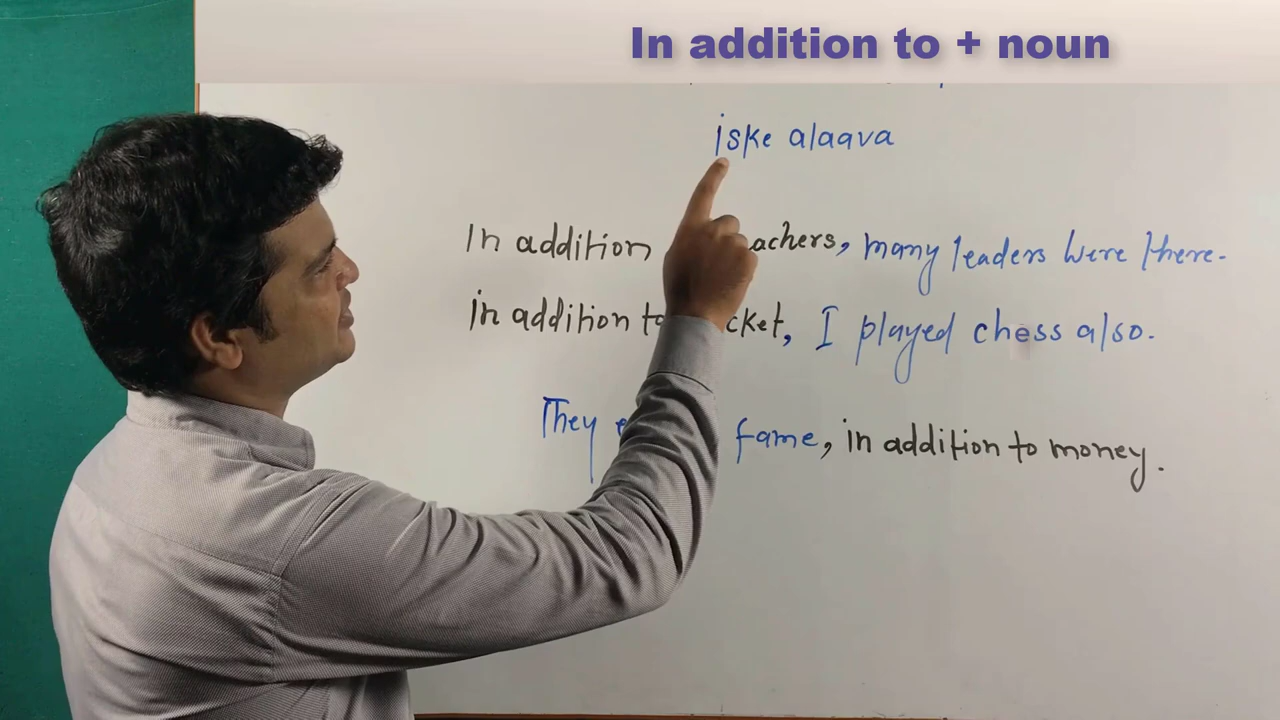 In addition to + noun
iske alaava
In addition achers, many leaders were there.
in addition to cket, I played chess also.
They fame, in addition to money.